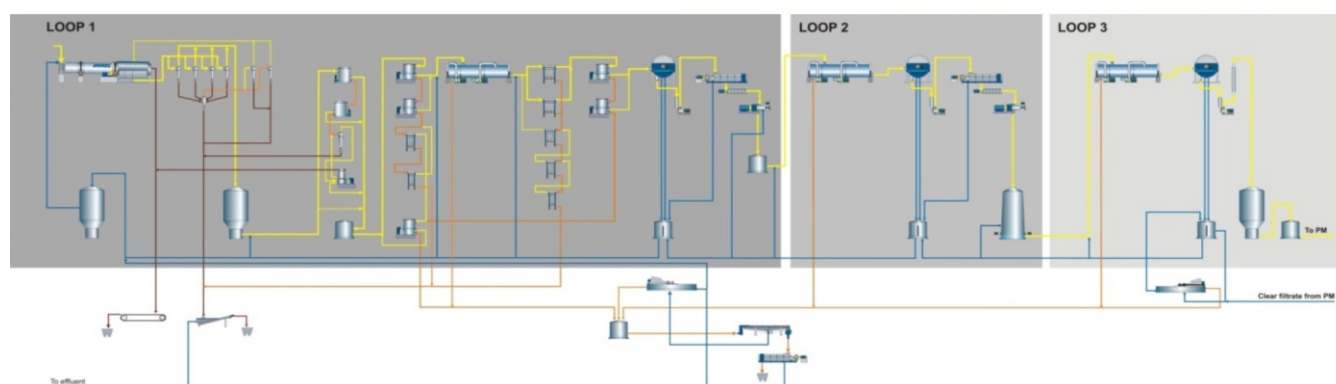 LOOP 1
LOOP 2
LOOP 3
To PM
Clear filtrate from PM
To effluent